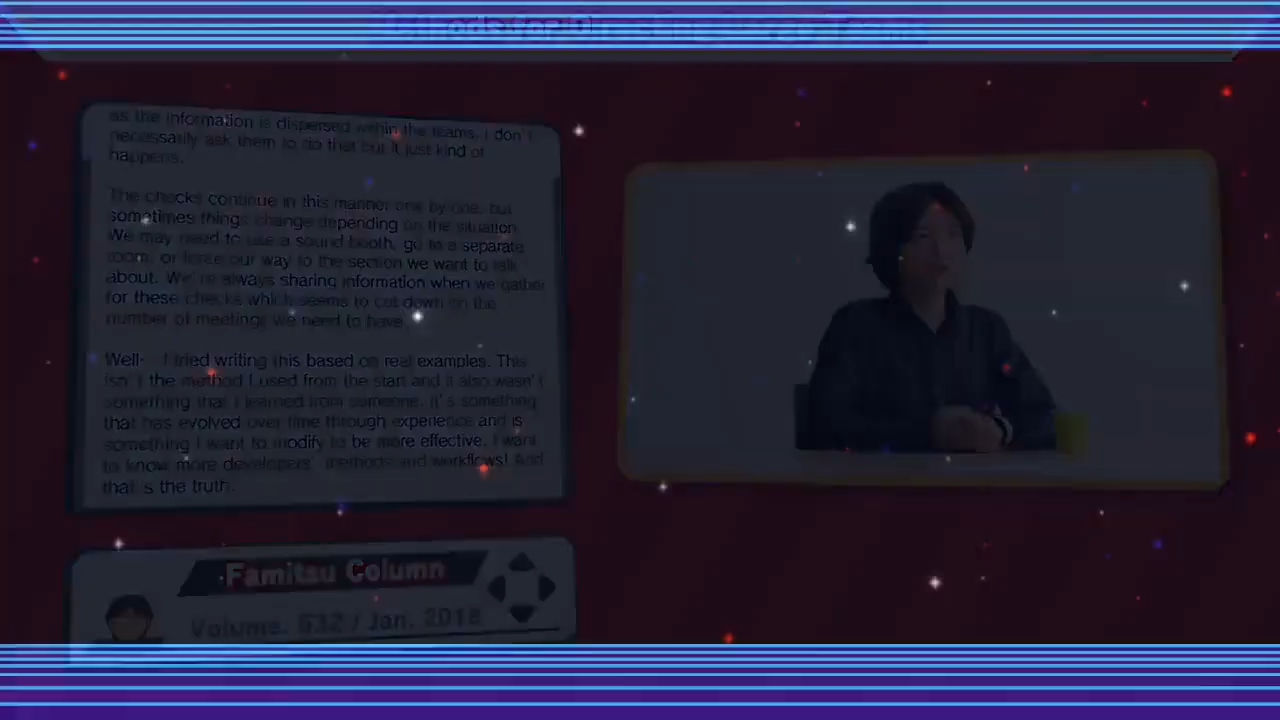 as the information is dispersed within the teams. I don't
necessarily ask them to do that but it just kind of
happens.
The checks continue in this manner one by one, but
sometimes things change depending on the situation.
We may need to use a sound booth, go to a separate
room, or force our way to the section we want to talk
about. We're always sharing information when we gather
for these checks which seems to cut down on the
number of meetings we need to have.
Well… I tried writing this based on real examples. This
isn't the method I used from the start and it also wasn't
something that I learned from someone. It's something
that has evolved over time through experience and is
something I want to modify to be more effective. I want
to know more developers' methods and workflows! And
that's the truth.
Famitsu Column
Volume. 532 / Jan. 2018